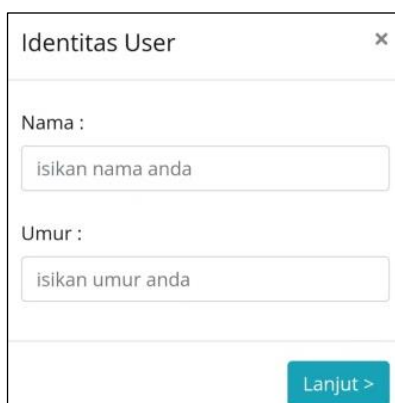 Identitas User ×
Nama :
isikan nama anda
Umur :
isikan umur anda
Lanjut >